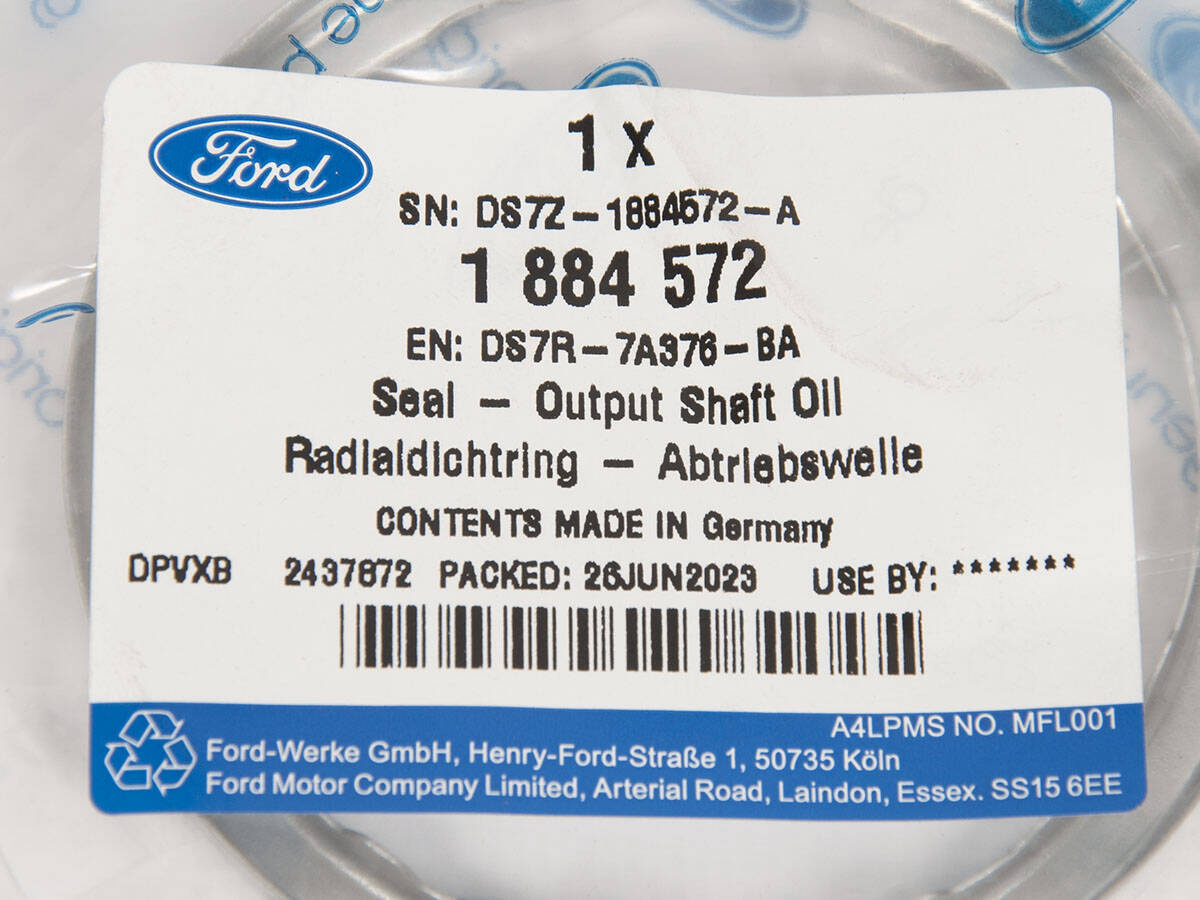 Ford
1 x
SN: DS7Z-1884572-A
1 884 572
EN: DS7R-7A376-BA
Seal - Output Shaft Oil
Radialdichtring - Abtriebswelle
CONTENTS MADE IN Germany
DPVXB 2437872 PACKED: 26JUN2023 USE BY: *******
A4LPMS NO. MFL001
Ford-Werke GmbH, Henry-Ford-Straße 1, 50735 Köln
Ford Motor Company Limited, Arterial Road, Laindon, Essex. SS15 6EE